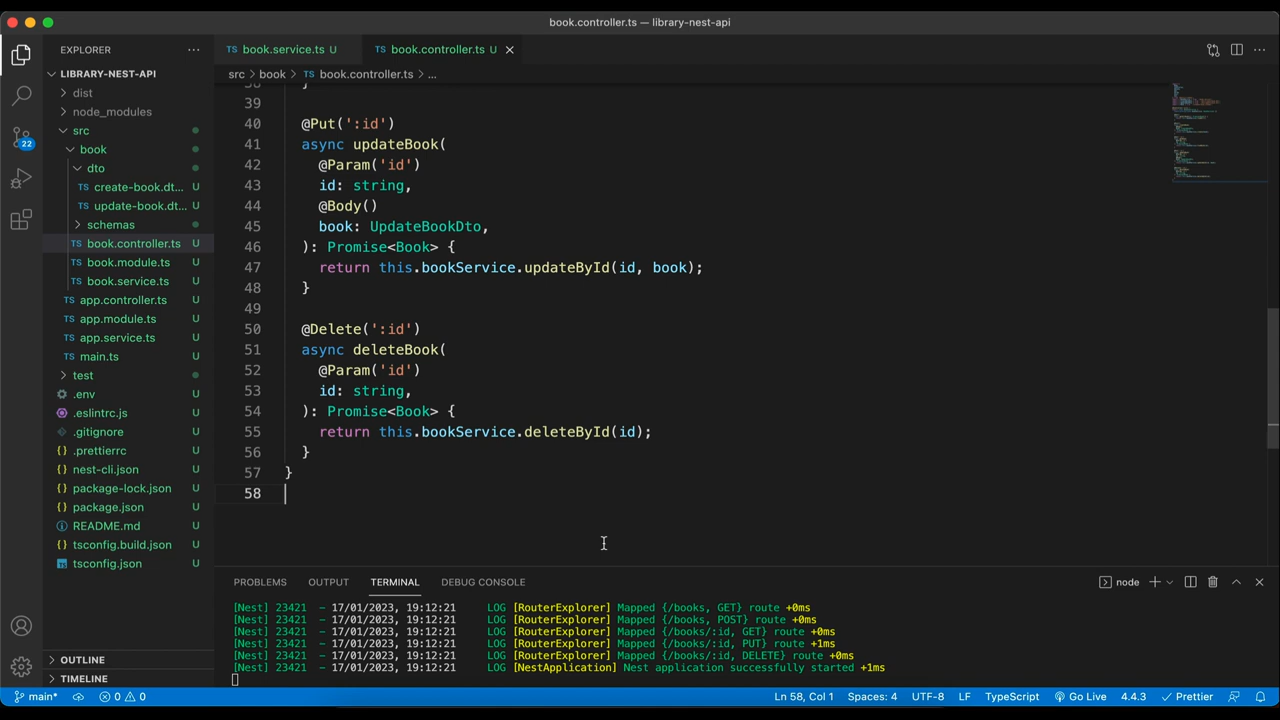 book.controller.ts — library-nest-api
EXPLORER
LIBRARY-NEST-API
dist
node_modules
src
book
dto
create-book.dt... U
update-book.dt... U
schemas
book.controller.ts U
book.module.ts U
book.service.ts U
app.controller.ts U
app.module.ts U
app.service.ts U
main.ts U
test
.env U
.eslintrc.js U
.gitignore U
.prettierrc U
nest-cli.json U
package-lock.json U
package.json U
README.md U
tsconfig.build.json U
tsconfig.json U
OUTLINE
TIMELINE
22
TS book.service.ts U
TS book.controller.ts U
src > book > TS book.controller.ts > ...
38 }
39
40 @Put(':id')
41 async updateBook(
42 @Param('id')
43 id: string,
44 @Body()
45 book: UpdateBookDto,
46 ): Promise<Book> {
47 return this.bookService.updateById(id, book);
48 }
49
50 @Delete(':id')
51 async deleteBook(
52 @Param('id')
53 id: string,
54 ): Promise<Book> {
55 return this.bookService.deleteById(id);
56 }
57 }
58
PROBLEMS OUTPUT TERMINAL DEBUG CONSOLE node
[Nest] 23421 - 17/01/2023, 19:12:21 LOG [RouterExplorer] Mapped {/books, GET} route +0ms
[Nest] 23421 - 17/01/2023, 19:12:21 LOG [RouterExplorer] Mapped {/books, POST} route +0ms
[Nest] 23421 - 17/01/2023, 19:12:21 LOG [RouterExplorer] Mapped {/books/:id, GET} route +0ms
[Nest] 23421 - 17/01/2023, 19:12:21 LOG [RouterExplorer] Mapped {/books/:id, PUT} route +1ms
[Nest] 23421 - 17/01/2023, 19:12:21 LOG [RouterExplorer] Mapped {/books/:id, DELETE} route +0ms
[Nest] 23421 - 17/01/2023, 19:12:21 LOG [NestApplication] Nest application successfully started +1ms
main* 0 0 Ln 58, Col 1 Spaces: 4 UTF-8 LF TypeScript Go Live 4.4.3 Prettier